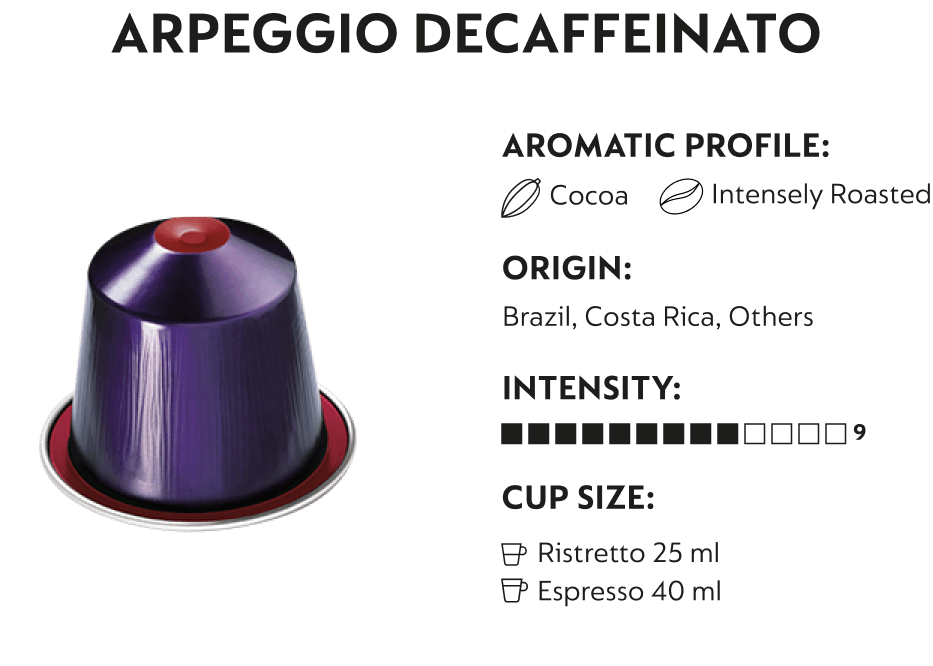 ARPEGGIO DECAFFEINATO
AROMATIC PROFILE:
Cocoa Intensely Roasted
ORIGIN:
Brazil, Costa Rica, Others
INTENSITY:
9
CUP SIZE:
Ristretto 25 ml
Espresso 40 ml